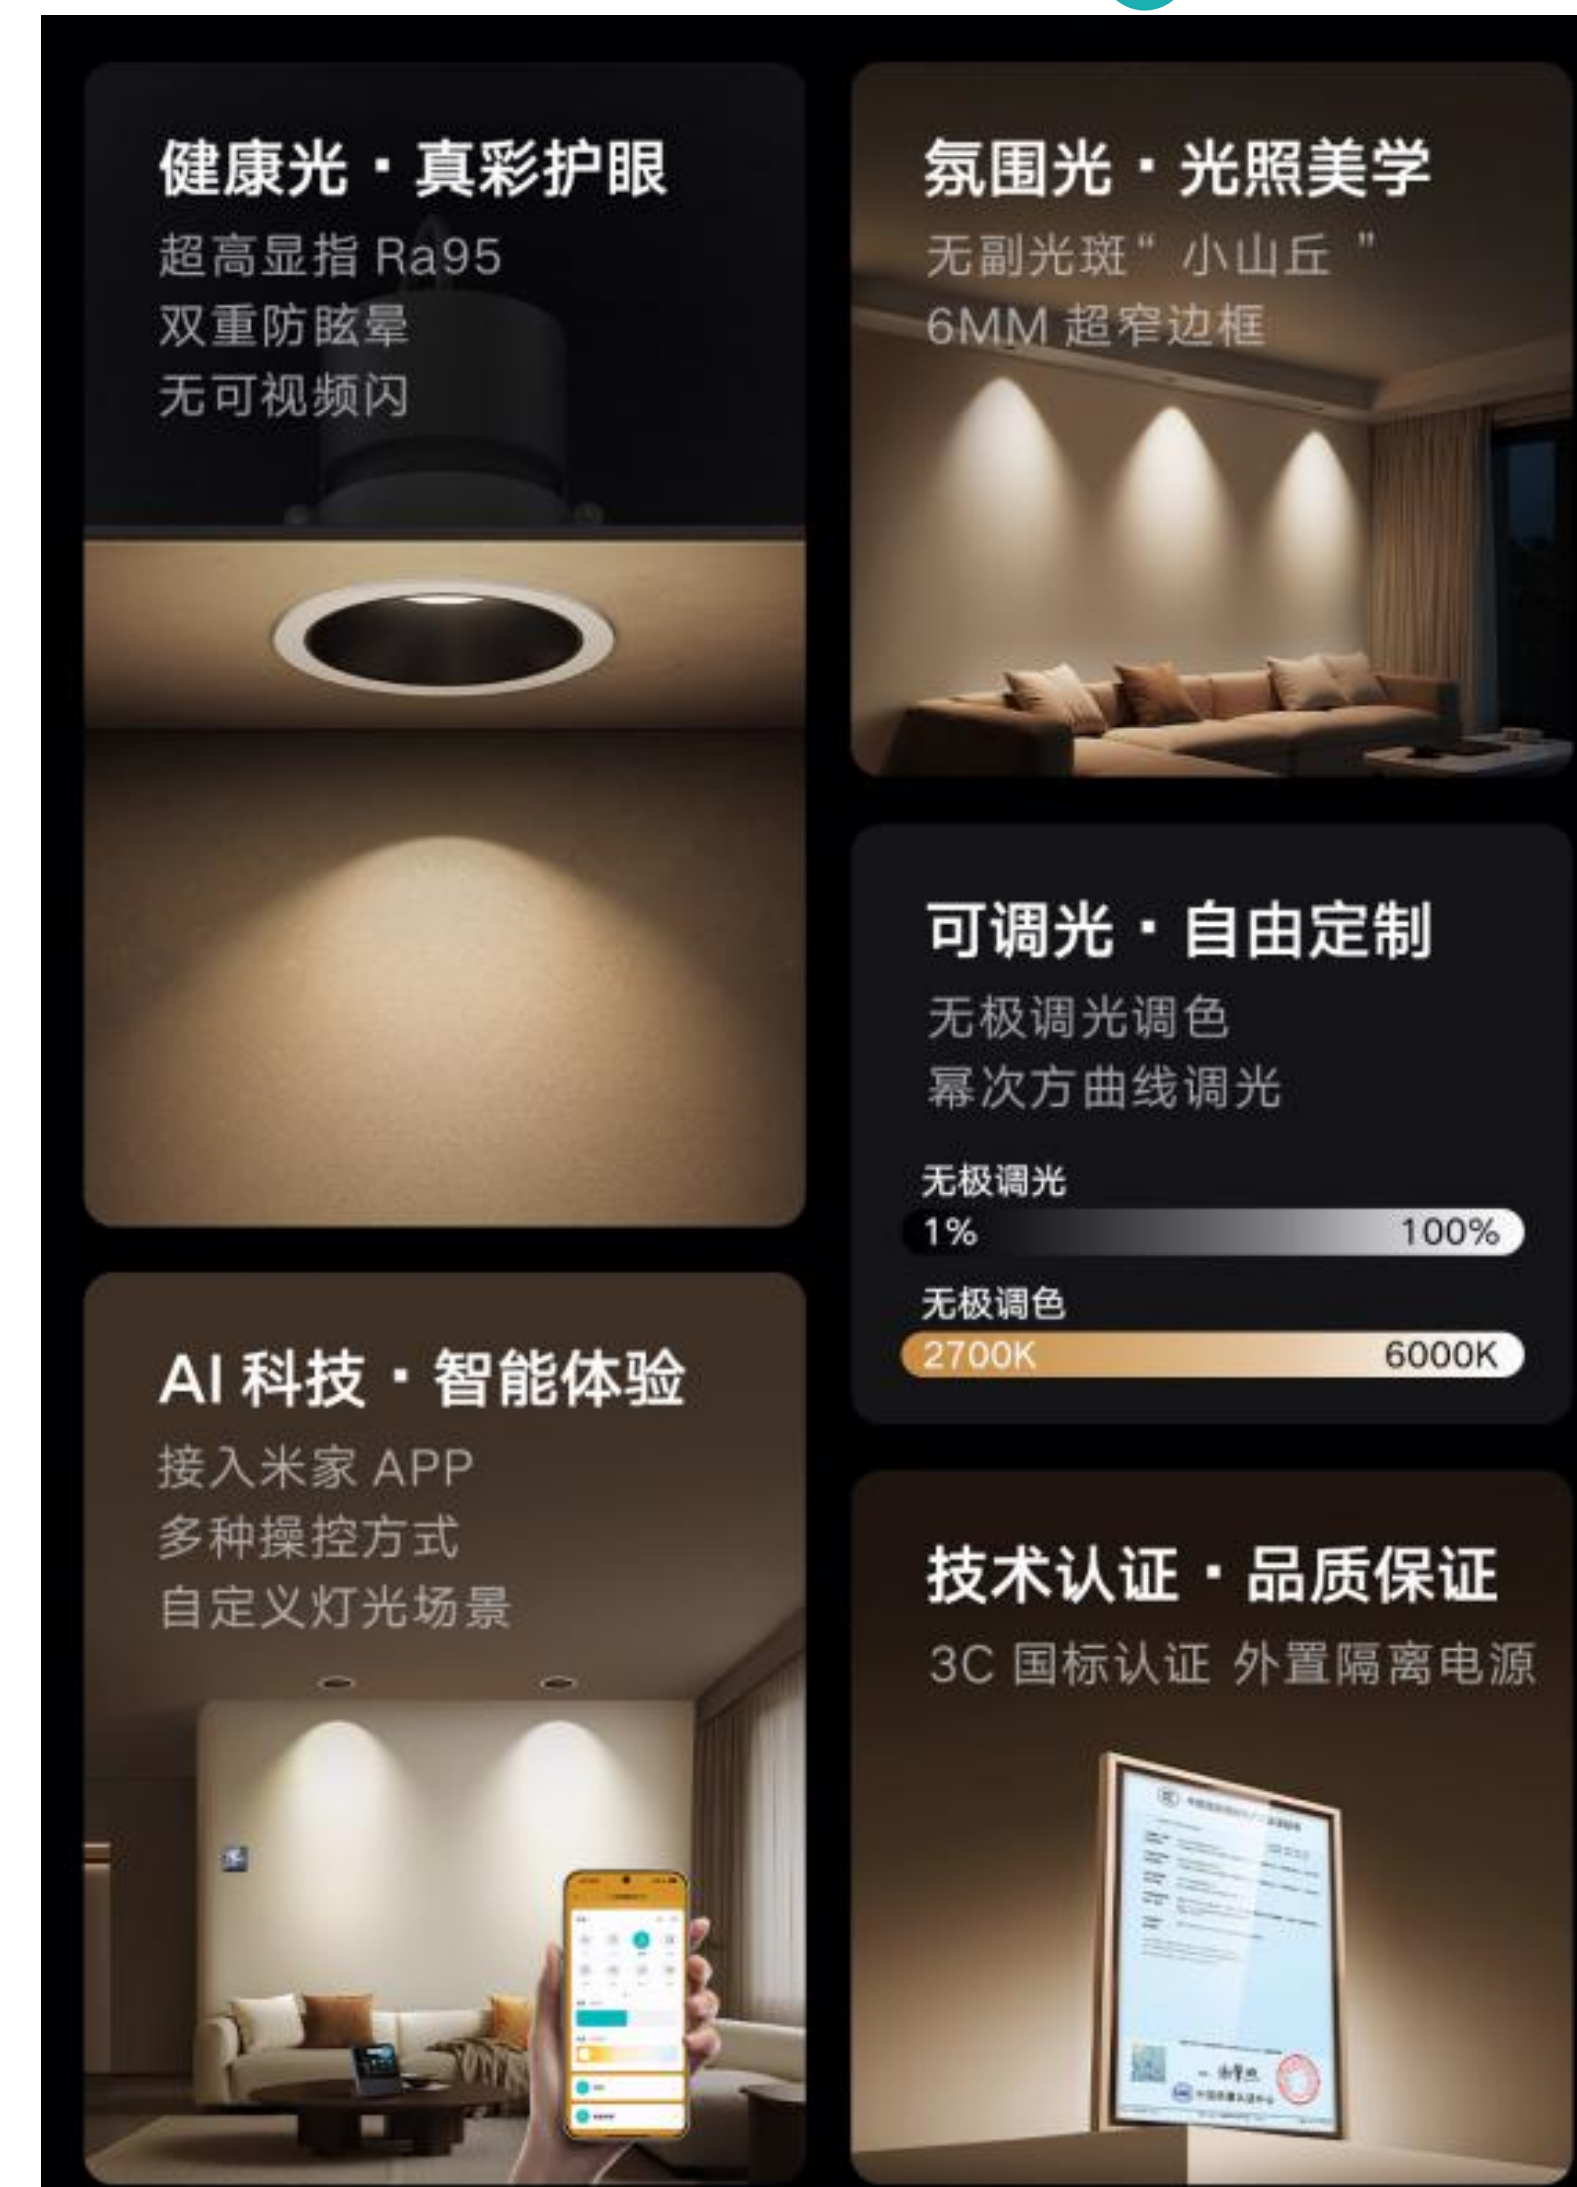 健康光·真彩护眼
超高显指 Ra95
双重防眩晕
无可视频闪
氛围光·光照美学
无副光斑“小山丘”
6MM 超窄边框
可调光·自由定制
无极调光调色
幂次方曲线调光
无极调光
1% 100%
无极调色
2700K 6000K
AI 科技·智能体验
接入米家 APP
多种操控方式
自定义灯光场景
技术认证·品质保证
3C 国标认证 外置隔离电源